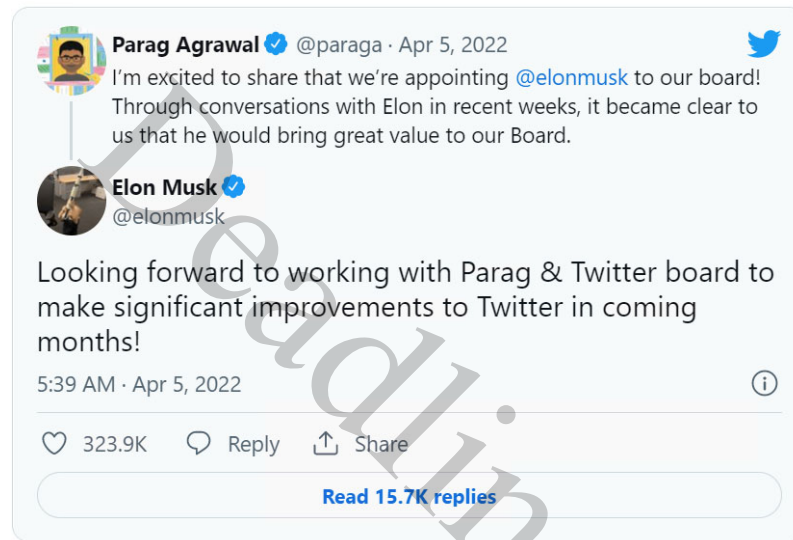 Parag Agrawal @paraga · Apr 5, 2022
I'm excited to share that we're appointing @elonmusk to our board!
Through conversations with Elon in recent weeks, it became clear to
us that he would bring great value to our Board.
Elon Musk
@elonmusk
Looking forward to working with Parag & Twitter board to
make significant improvements to Twitter in coming
months!
5:39 AM · Apr 5, 2022
323.9K Reply Share
Read 15.7K replies
Deadlin